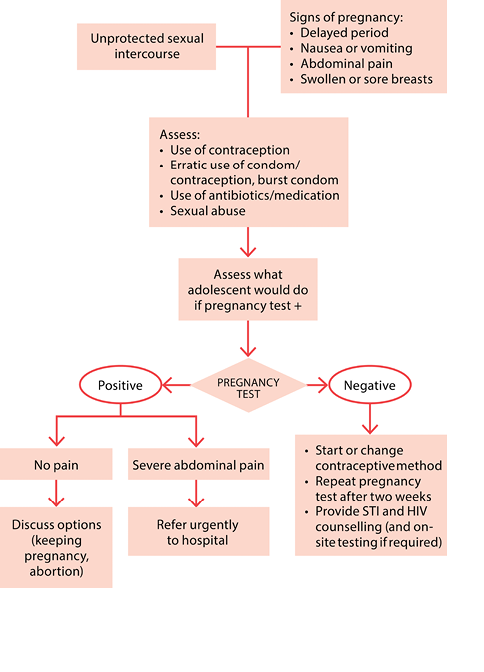 Unprotected sexual
intercourse
Signs of pregnancy:
• Delayed period
• Nausea or vomiting
• Abdominal pain
• Swollen or sore breasts
Assess:
• Use of contraception
• Erratic use of condom/
contraception, burst condom
• Use of antibiotics/medication
• Sexual abuse
Assess what
adolescent would do
if pregnancy test +
Positive
PREGNANCY
TEST
Negative
No pain
Severe abdominal pain
• Start or change
contraceptive method
• Repeat pregnancy
test after two weeks
• Provide STI and HIV
counselling (and on-
site testing if required)
Discuss options
(keeping
pregnancy,
abortion)
Refer urgently
to hospital